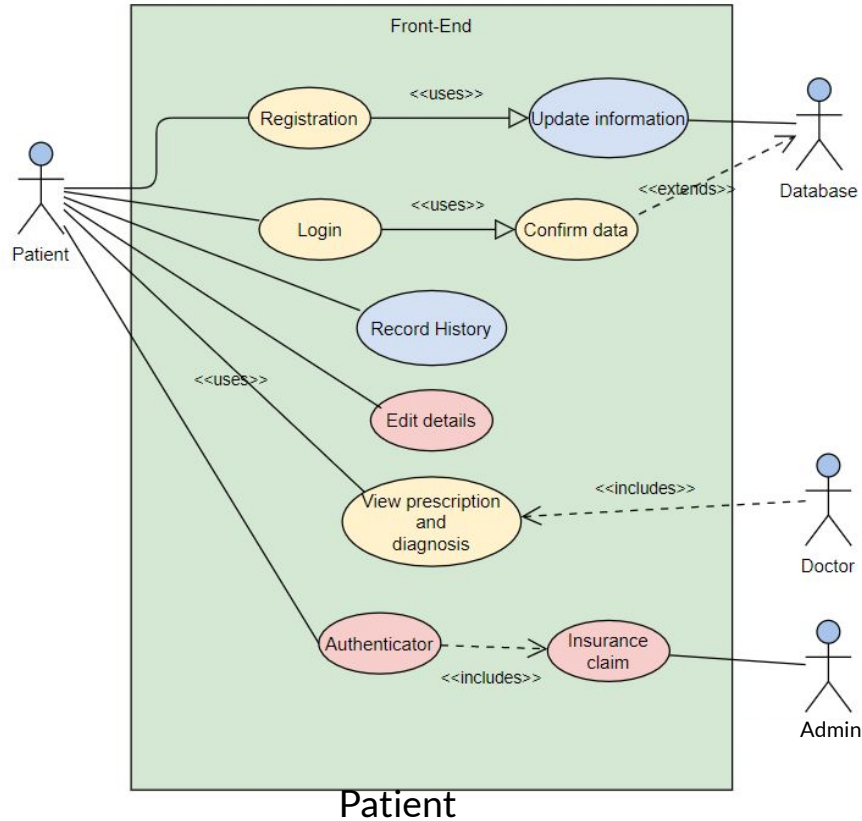 Front-End
<<uses>>
Registration
Update information
Database
<<extends>>
<<uses>>
Login
Confirm data
Patient
Record History
<<uses>>
Edit details
<<includes>>
View prescription
and
diagnosis
Doctor
Authenticator
Insurance
claim
<<includes>>
Admin
Patient